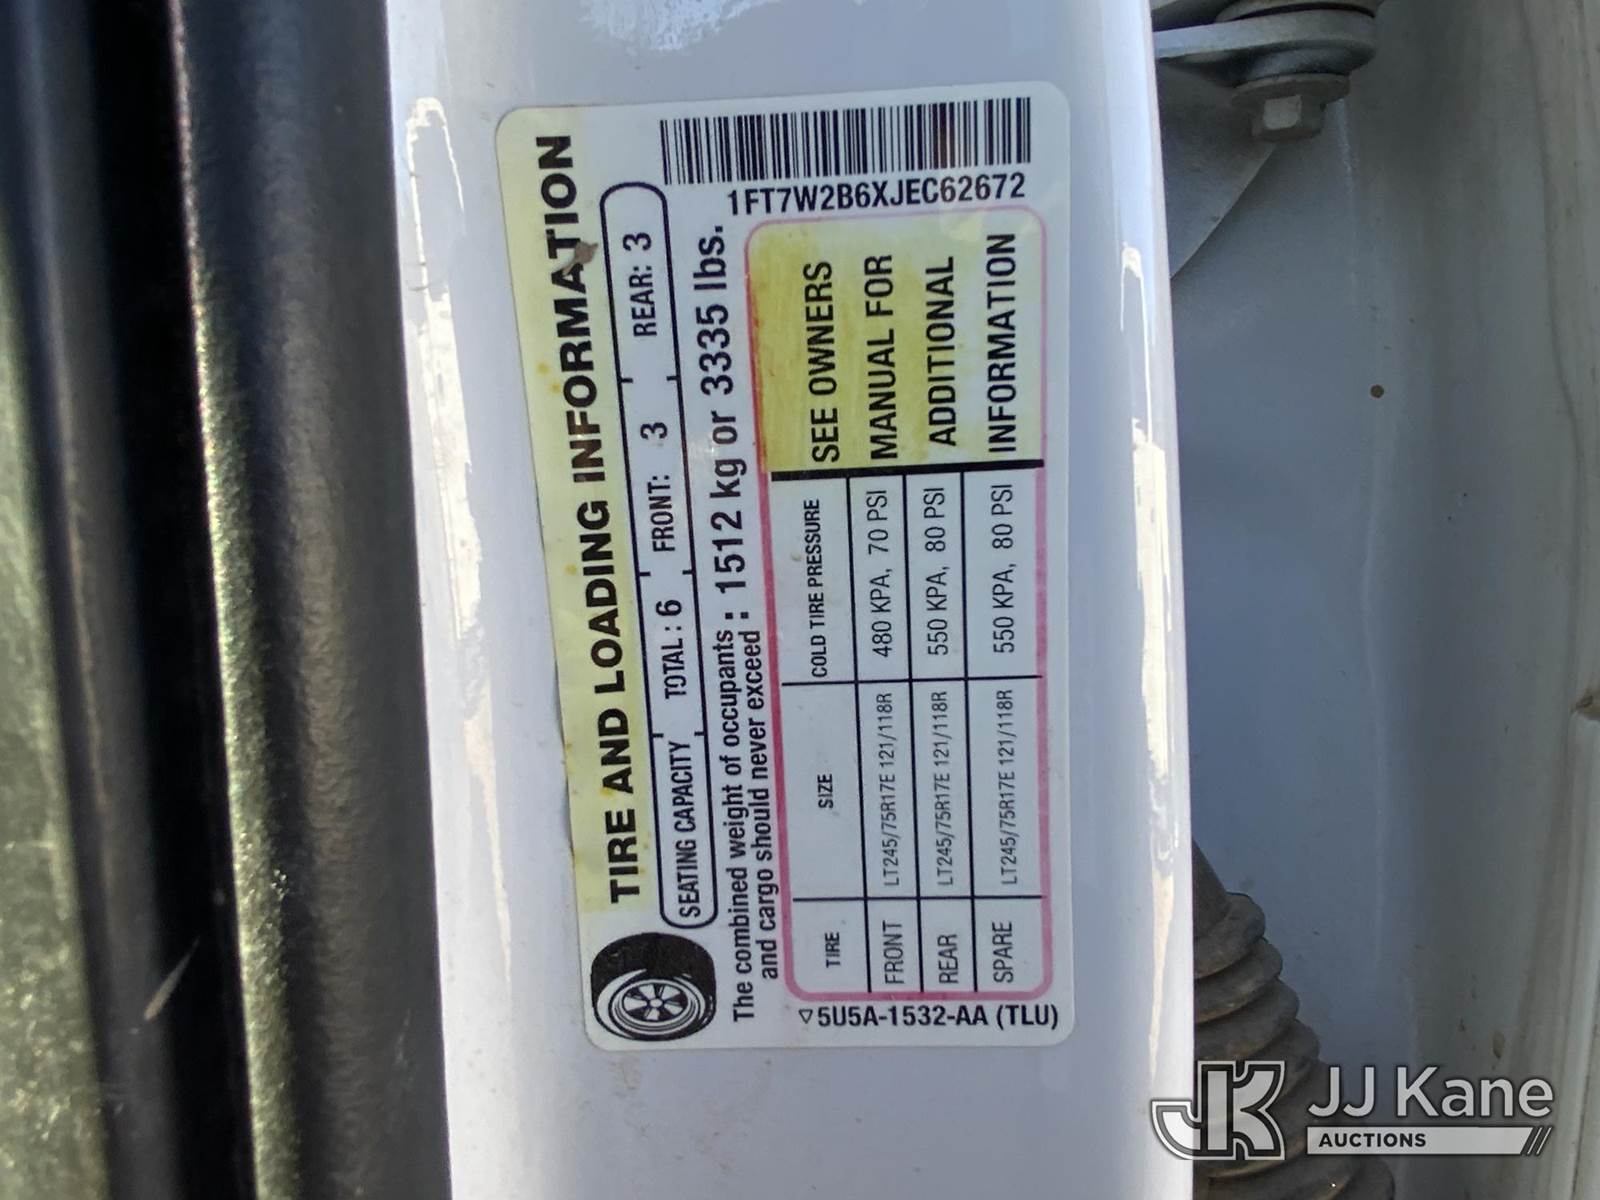 TIRE AND LOADING INFORMATION
SEATING CAPACITY TOTAL : 6 FRONT: 3 REAR: 3
The combined weight of occupants
and cargo should never exceed : 1512 kg or 3335 lbs.
1FT7W2B6XJEC62672
TIRE SIZE COLD TIRE PRESSURE
FRONT LT245/75R17E 121/118R 480 KPA, 70 PSI
REAR LT245/75R17E 121/118R 550 KPA, 80 PSI
SPARE LT245/75R17E 121/118R 550 KPA, 80 PSI
SEE OWNERS
MANUAL FOR
ADDITIONAL
INFORMATION
▽5U5A-1532-AA (TLU)
JK JJ Kane
AUCTIONS